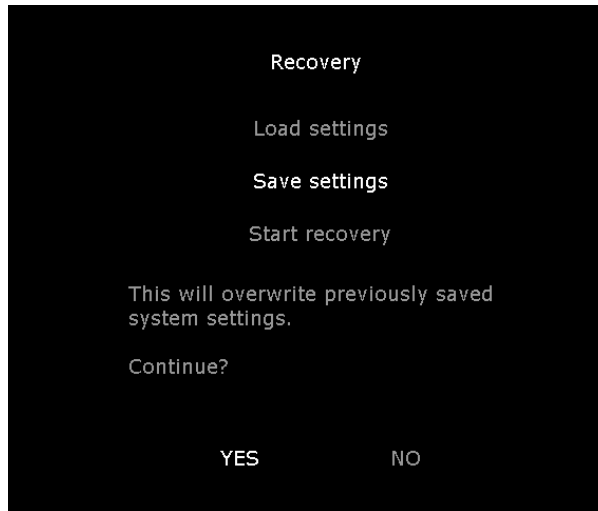 Recovery
Load settings
Save settings
Start recovery
This will overwrite previously saved
system settings.
Continue?
YES NO